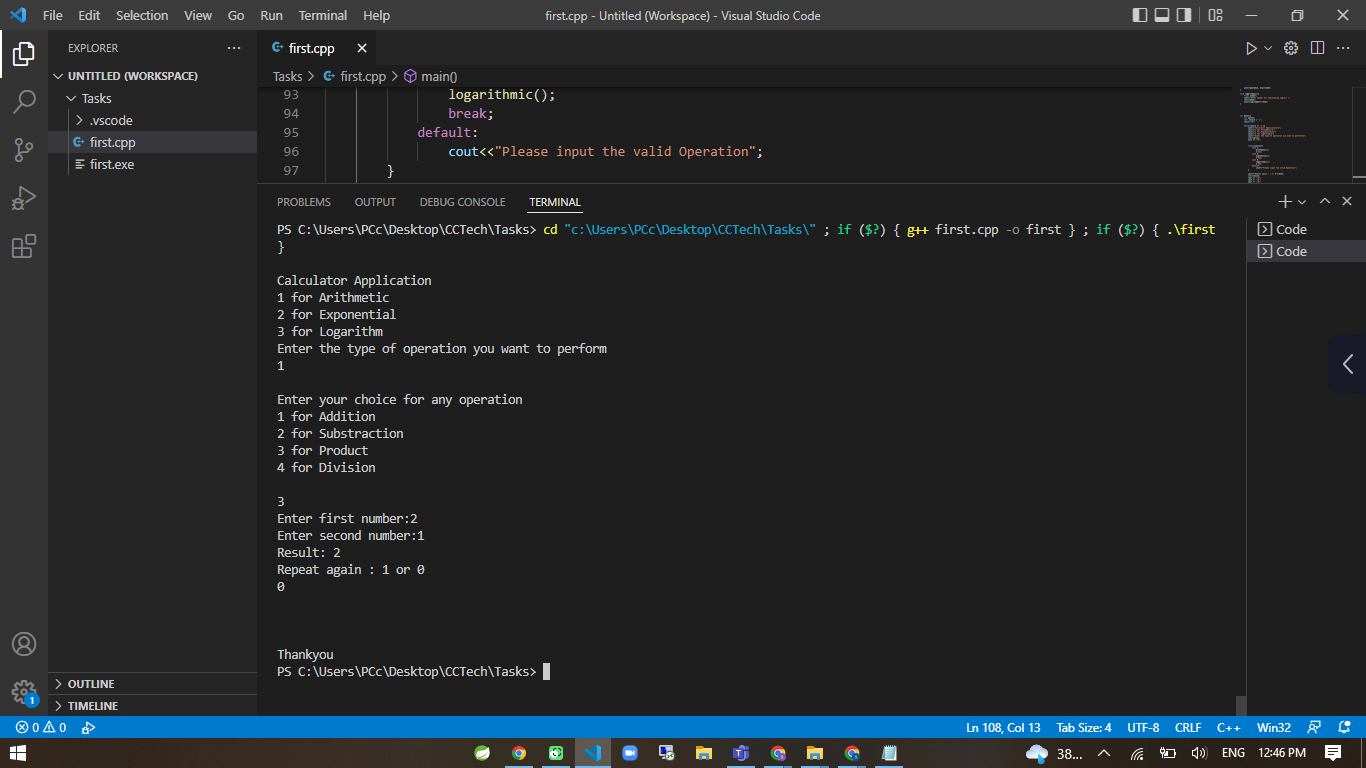 File Edit Selection View Go Run Terminal Help
first.cpp - Untitled (Workspace) - Visual Studio Code
EXPLORER
UNTITLED (WORKSPACE)
Tasks
.vscode
first.cpp
first.exe
OUTLINE
TIMELINE
first.cpp
Tasks > first.cpp > main()
93 logarithmic();
94 break;
95 default:
96 cout<<"Please input the valid Operation";
97 }
PROBLEMS OUTPUT DEBUG CONSOLE TERMINAL
PS C:\Users\PCc\Desktop\CCTech\Tasks> cd "c:\Users\PCc\Desktop\CCTech\Tasks\" ; if ($?) { g++ first.cpp -o first } ; if ($?) { .\first
}
Calculator Application
1 for Arithmetic
2 for Exponential
3 for Logarithm
Enter the type of operation you want to perform
1
Enter your choice for any operation
1 for Addition
2 for Substraction
3 for Product
4 for Division
3
Enter first number:2
Enter second number:1
Result: 2
Repeat again : 1 or 0
0
Thankyou
PS C:\Users\PCc\Desktop\CCTech\Tasks>
Code
Code
1
0 0 Ln 108, Col 13 Tab Size: 4 UTF-8 CRLF C++ Win32
38... ENG 12:46 PM